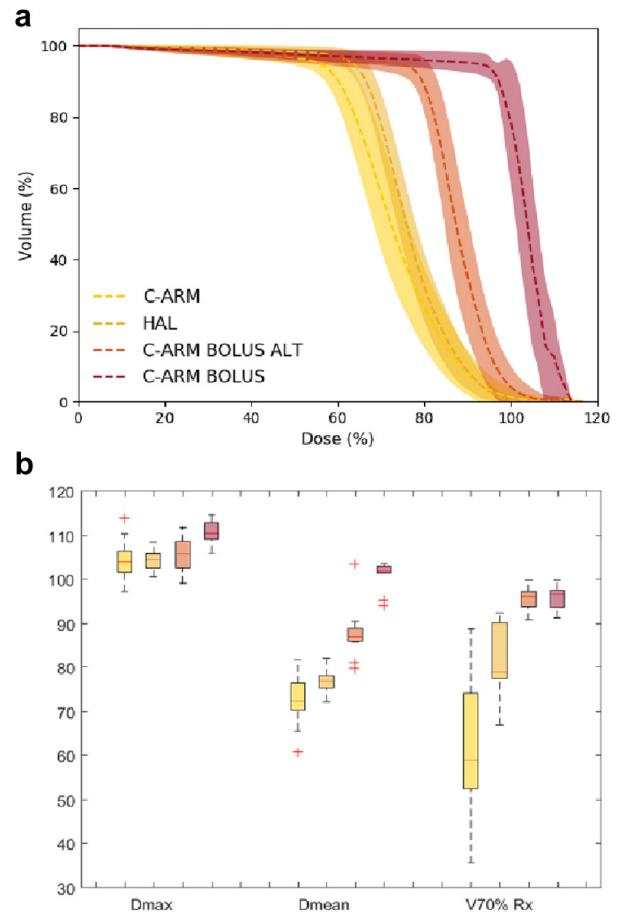 a
100
80
60
40
20
0
Volume (%)
C-ARM
HAL
C-ARM BOLUS ALT
C-ARM BOLUS
0 20 40 60 80 100 120
Dose (%)
b
120
110
100
90
80
70
60
50
40
30
Dmax Dmean V70% Rx